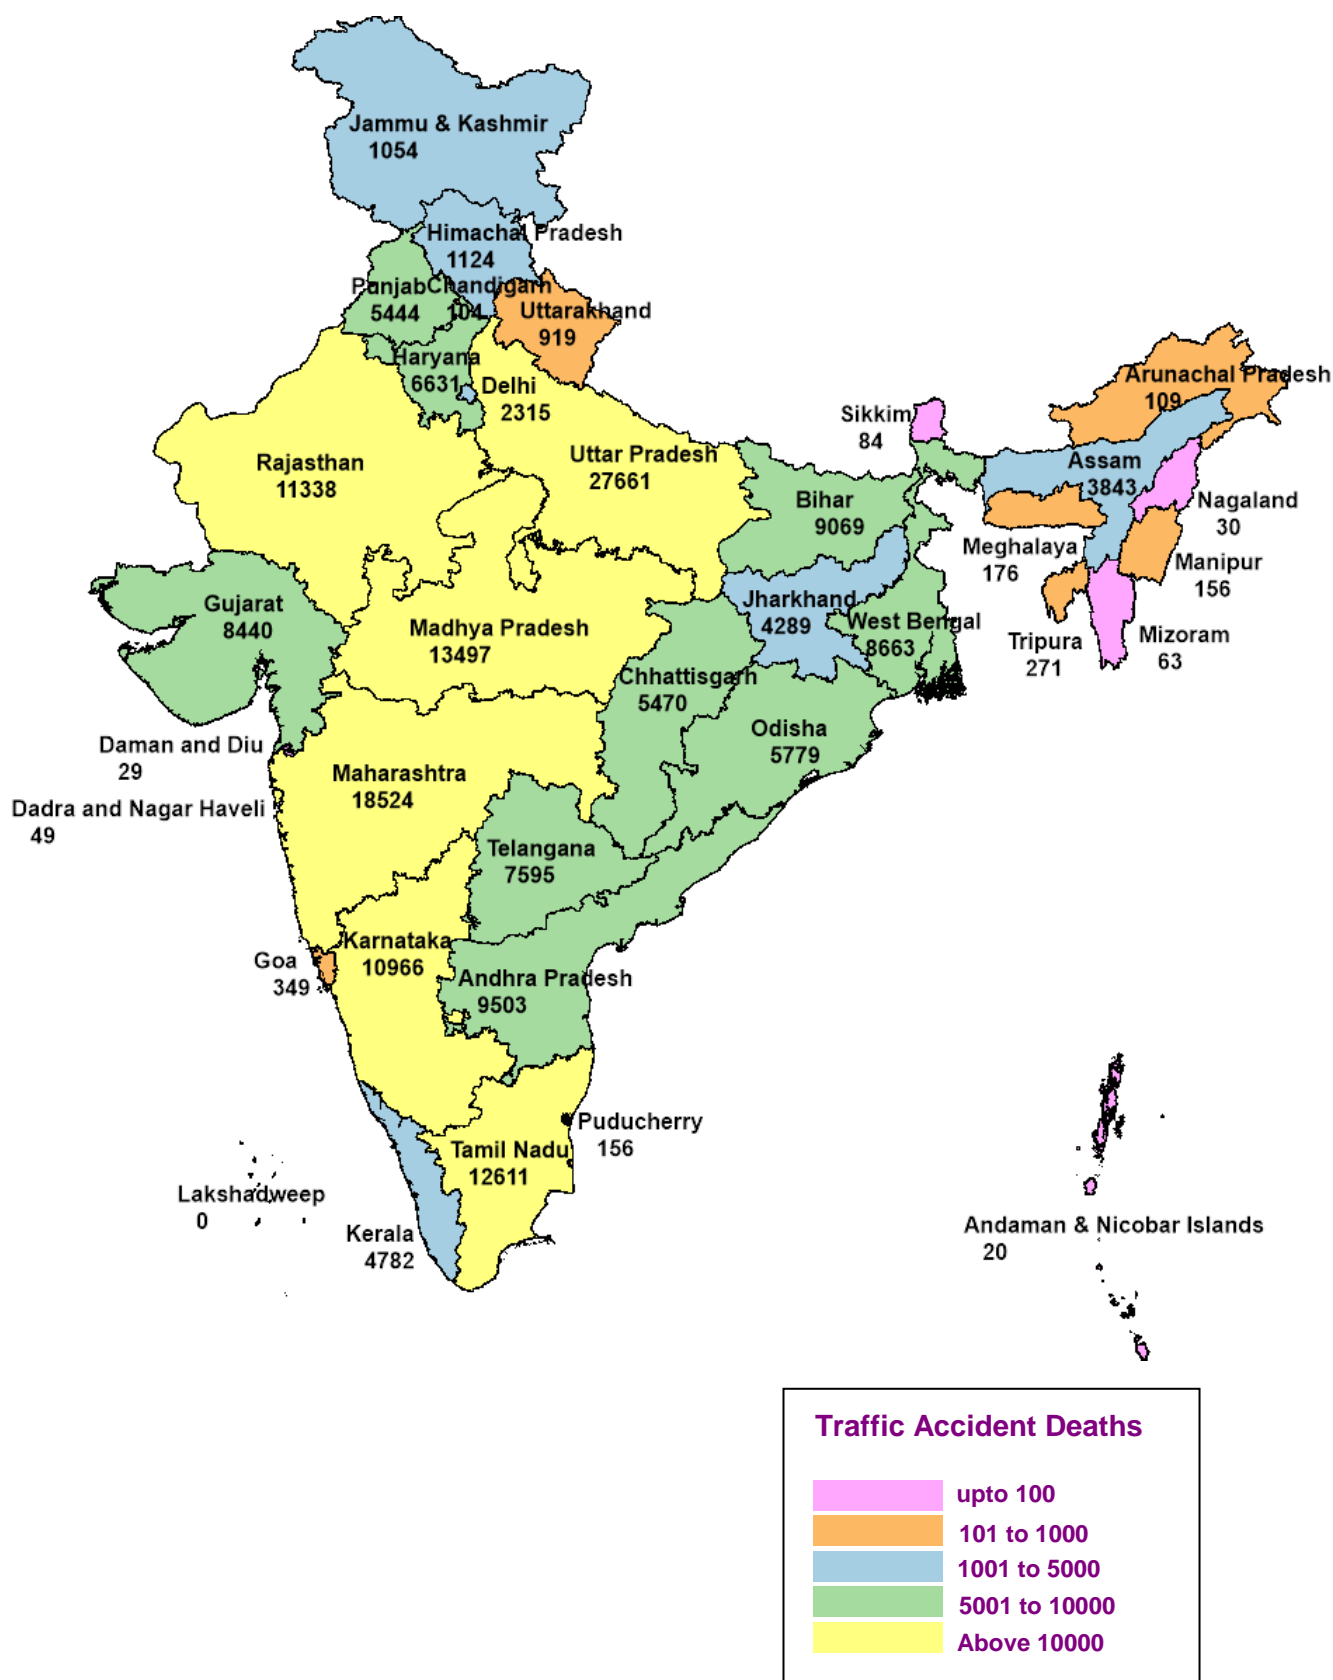 Jammu & Kashmir
1054
Himachal Pradesh
1124
Punjab
5444
Chandigarh
104
Uttarakhand
919
Haryana
6631
Delhi
2315
Arunachal Pradesh
109
Sikkim
84
Rajasthan
11338
Uttar Pradesh
27661
Assam
3843
Bihar
9069
Nagaland
30
Meghalaya
176
Manipur
156
Gujarat
8440
Jharkhand
4289
West Bengal
8663
Madhya Pradesh
13497
Tripura
271
Mizoram
63
Chhattisgarh
5470
Odisha
5779
Daman and Diu
29
Maharashtra
18524
Dadra and Nagar Haveli
49
Telangana
7595
Goa
349
Karnataka
10966
Andhra Pradesh
9503
Puducherry
156
Tamil Nadu
12611
Lakshadweep
0
Kerala
4782
Andaman & Nicobar Islands
20
Traffic Accident Deaths
upto 100
101 to 1000
1001 to 5000
5001 to 10000
Above 10000